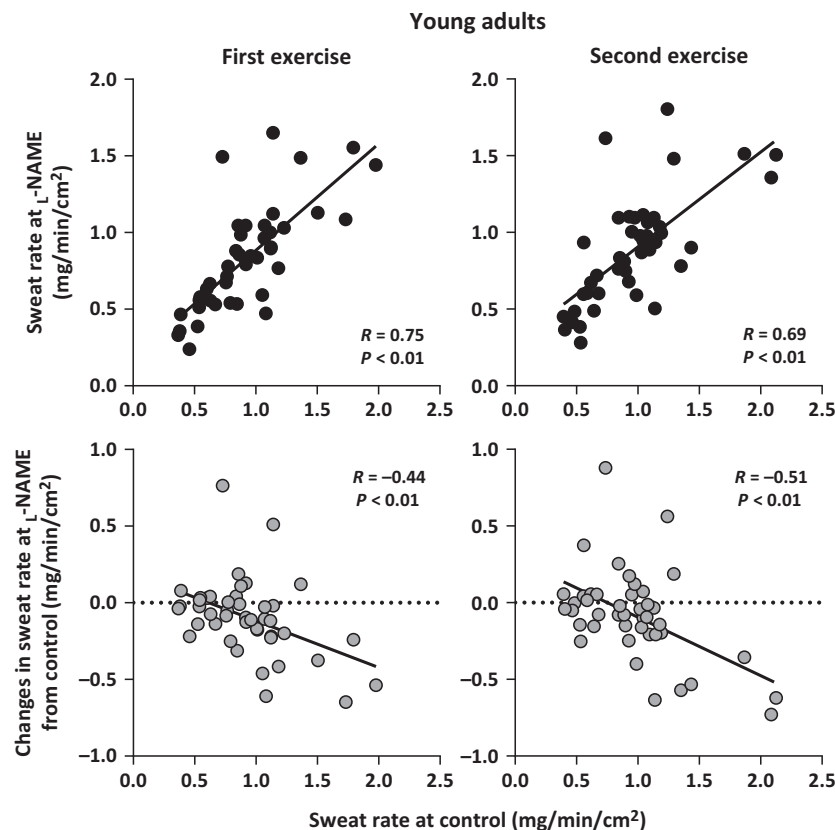 Young adults
First exercise
Second exercise
Sweat rate at L-NAME
(mg/min/cm²)
2.0
1.5
1.0
0.5
0.0
R = 0.75
P < 0.01
0.0 0.5 1.0 1.5 2.0 2.5
2.0
1.5
1.0
0.5
0.0
R = 0.69
P < 0.01
0.0 0.5 1.0 1.5 2.0 2.5
Changes in sweat rate at L-NAME
from control (mg/min/cm²)
1.0
0.5
0.0
–0.5
–1.0
R = –0.44
P < 0.01
0.0 0.5 1.0 1.5 2.0 2.5
1.0
0.5
0.0
–0.5
–1.0
R = –0.51
P < 0.01
0.0 0.5 1.0 1.5 2.0 2.5
Sweat rate at control (mg/min/cm²)